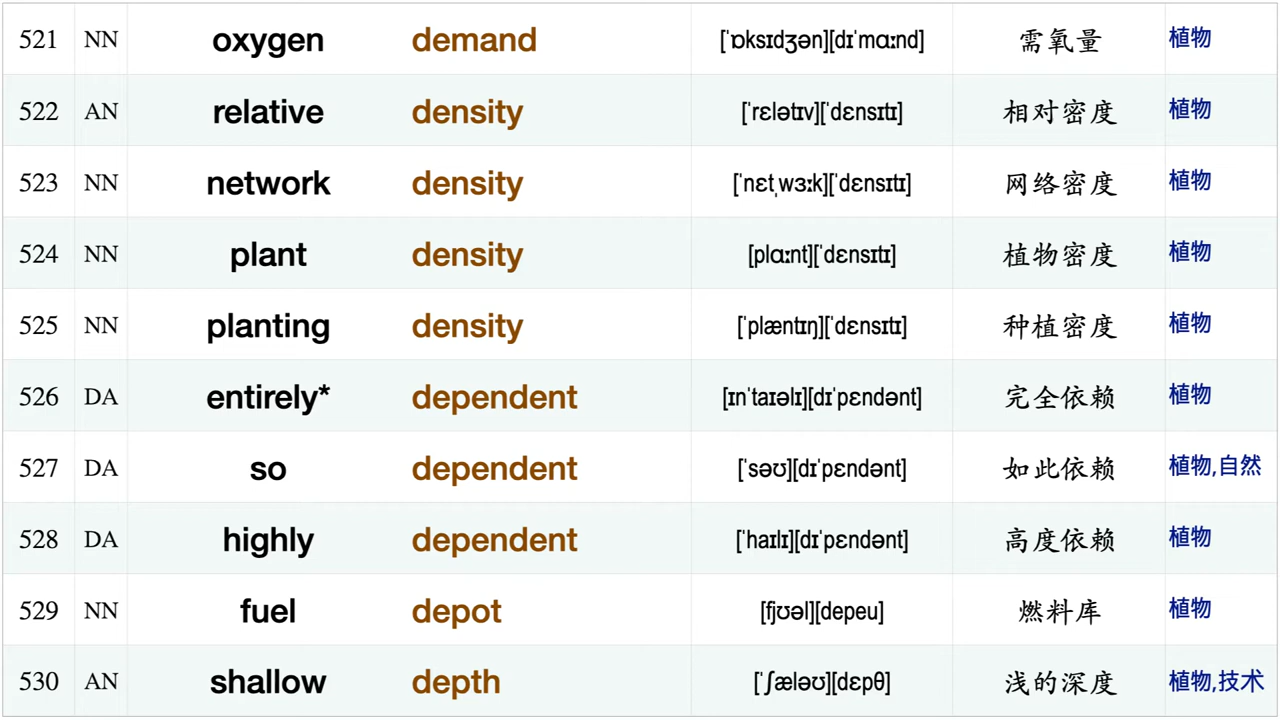 521 NN oxygen demand [ˈɒksɪdʒən][dɪˈmɑːnd] 需氧量 植物
522 AN relative density [ˈrɛlətɪv][ˈdɛnsɪtɪ] 相对密度 植物
523 NN network density [ˈnɛtˌwɜːk][ˈdɛnsɪtɪ] 网络密度 植物
524 NN plant density [plɑːnt][ˈdɛnsɪtɪ] 植物密度 植物
525 NN planting density [ˈplæntɪŋ][ˈdɛnsɪtɪ] 种植密度 植物
526 DA entirely* dependent [ɪnˈtaɪəlɪ][dɪˈpɛndənt] 完全依赖 植物
527 DA so dependent [ˈsəʊ][dɪˈpɛndənt] 如此依赖 植物,自然
528 DA highly dependent [ˈhaɪlɪ][dɪˈpɛndənt] 高度依赖 植物
529 NN fuel depot [fjʊəl][depeu] 燃料库 植物
530 AN shallow depth [ˈʃæləʊ][dɛpθ] 浅的深度 植物,技术